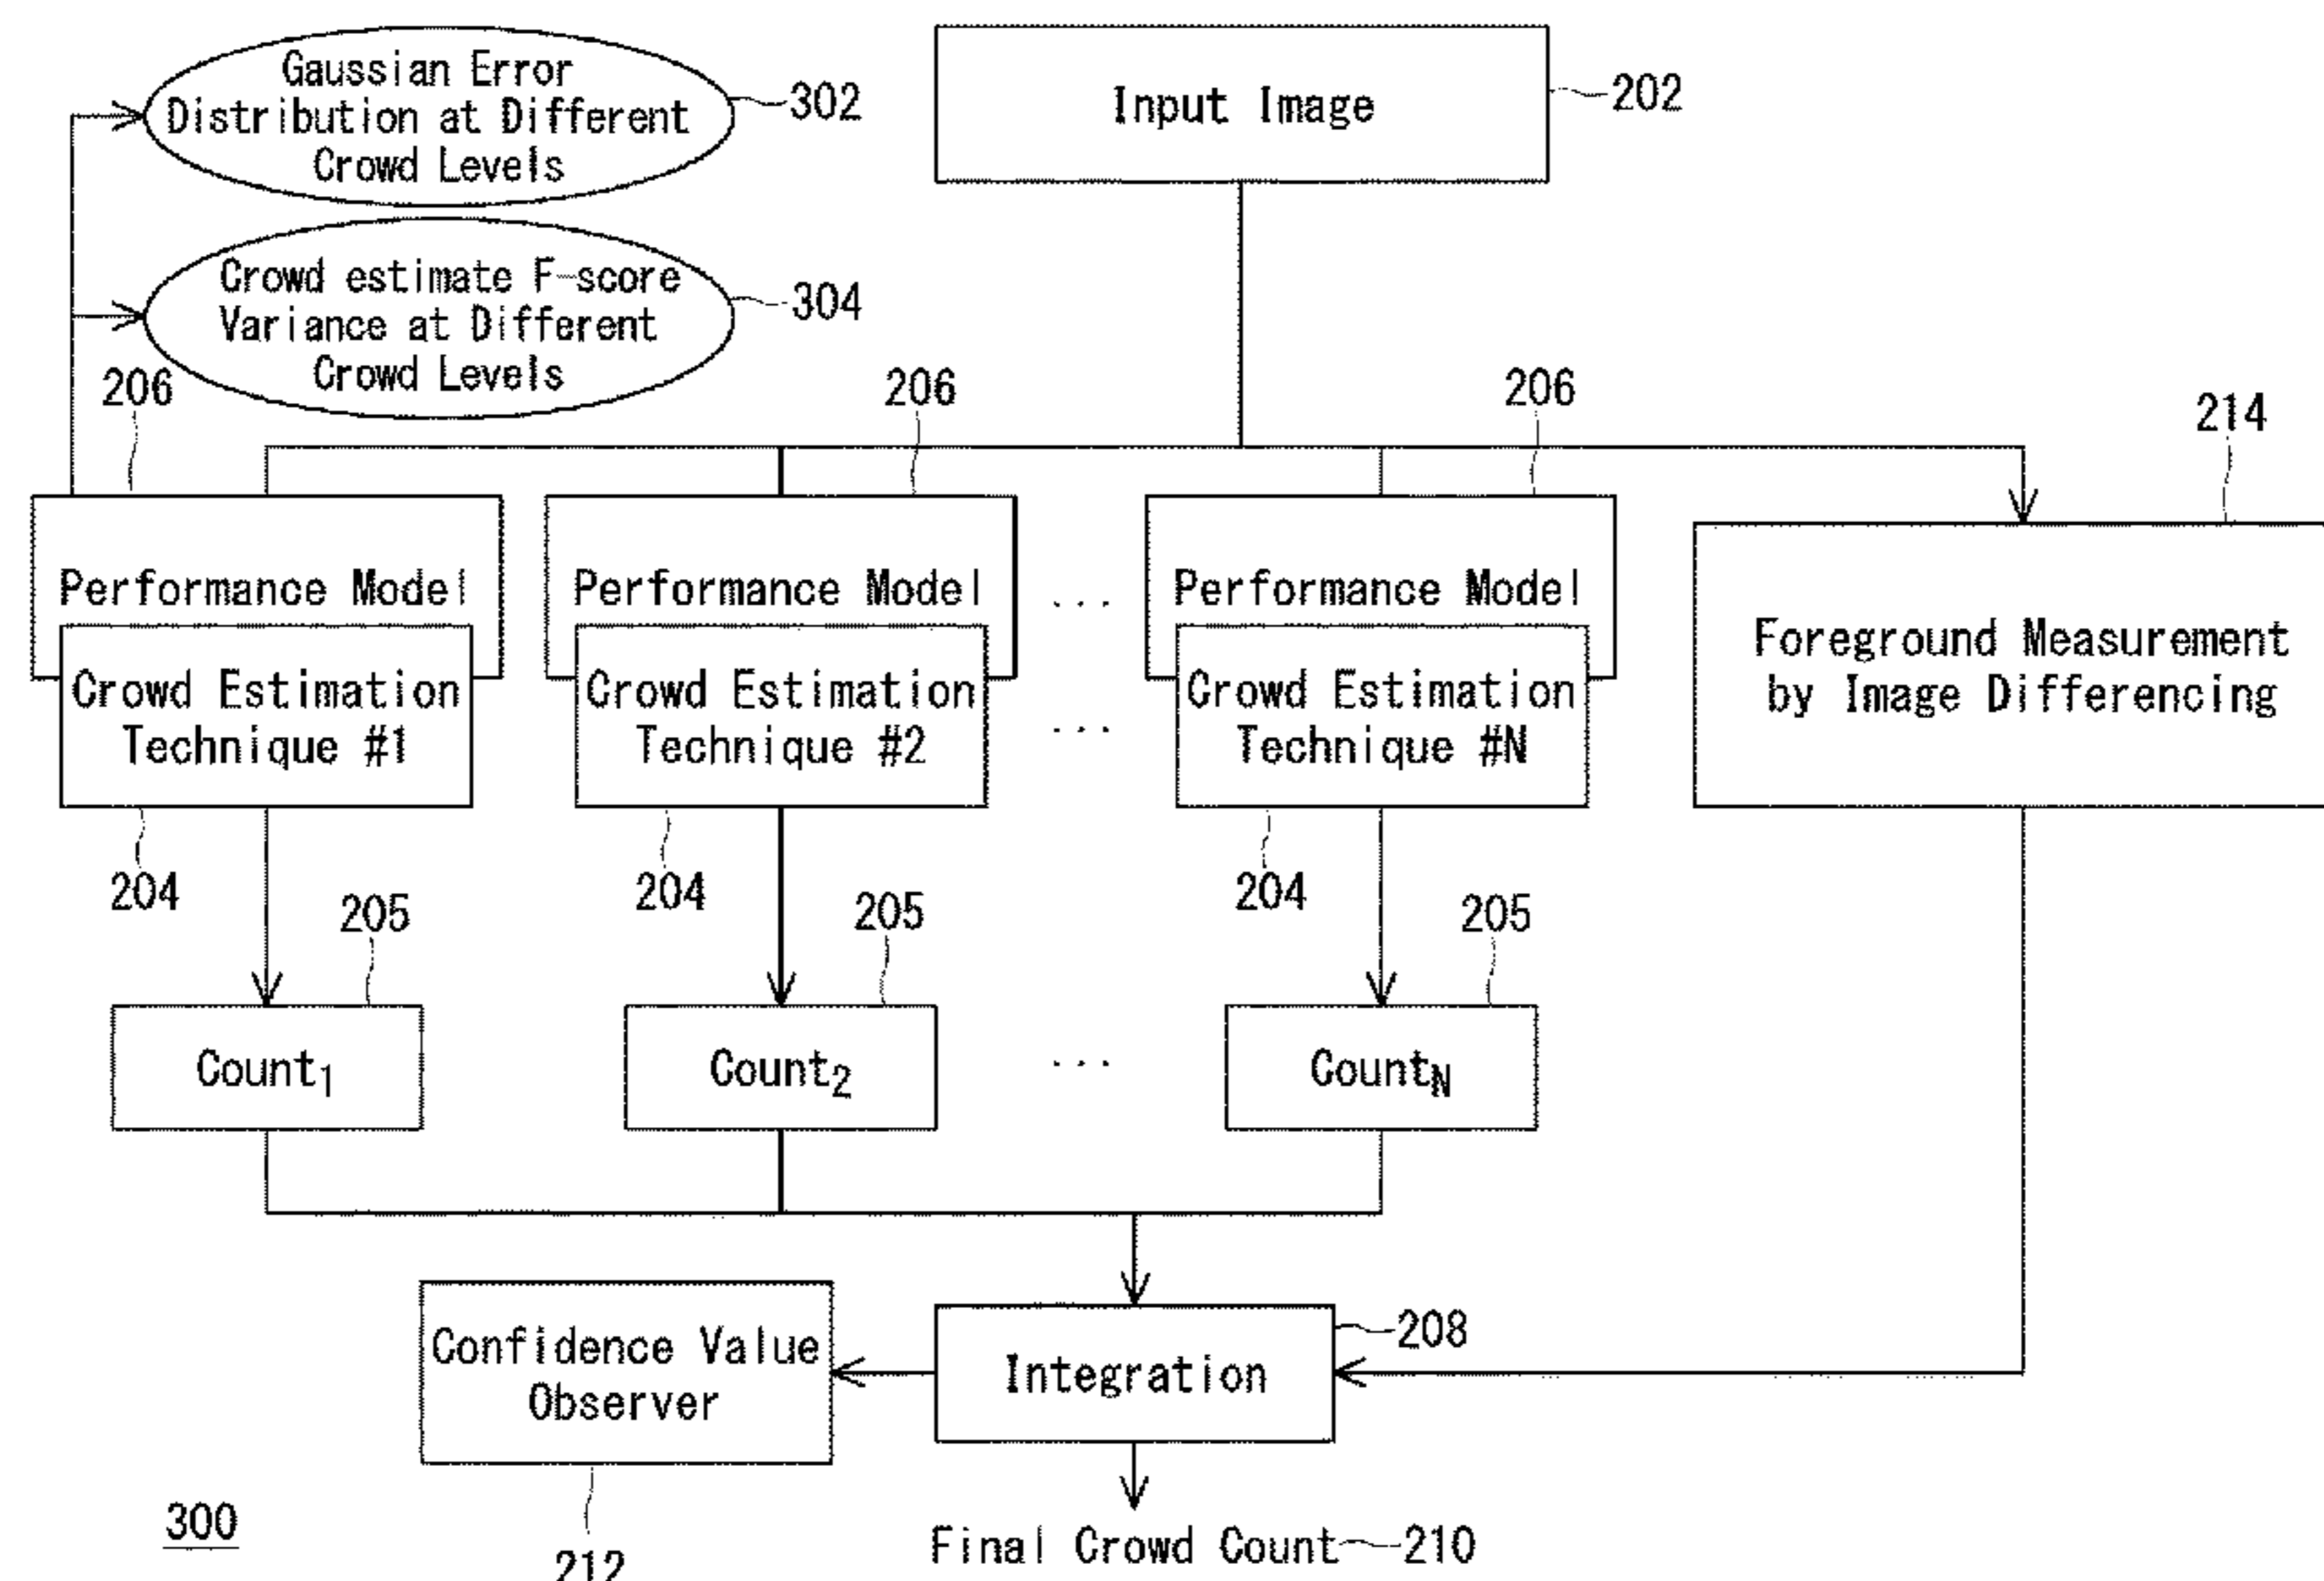 Gaussian Error
Distribution at Different
Crowd Levels
302
Input Image
202
Crowd estimate F-score
Variance at Different
Crowd Levels
304
206
206
206
214
Performance Model
Performance Model
...
Performance Model
Foreground Measurement
by Image Differencing
Crowd Estimation
Technique #1
Crowd Estimation
Technique #2
...
Crowd Estimation
Technique #N
204
204
204
205
205
205
Count1
Count2
...
CountN
Confidence Value
Observer
Integration
208
300
212
Final Crowd Count
210